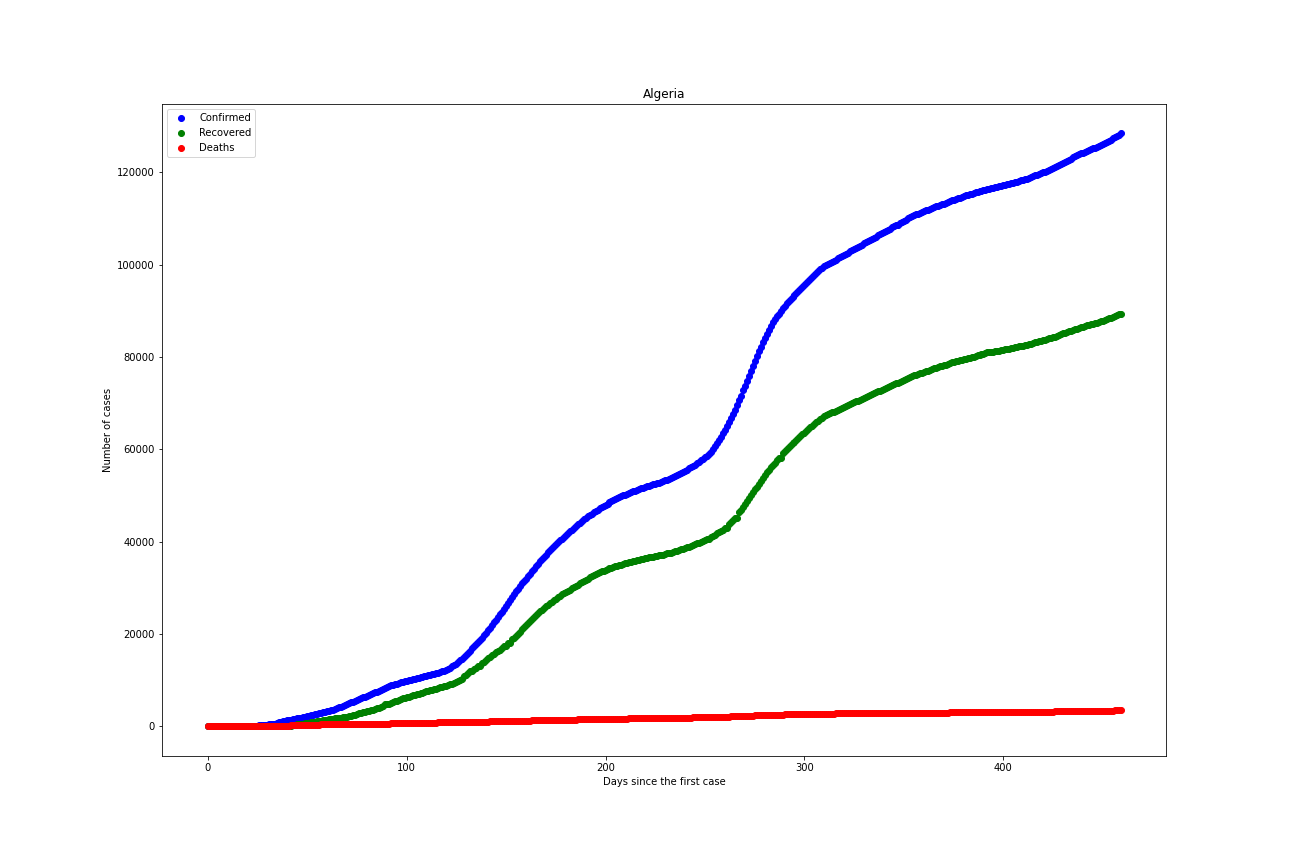 Algeria
Confirmed
Recovered
Deaths
120000
100000
80000
60000
40000
20000
0
Number of cases
0 100 200 300 400
Days since the first case